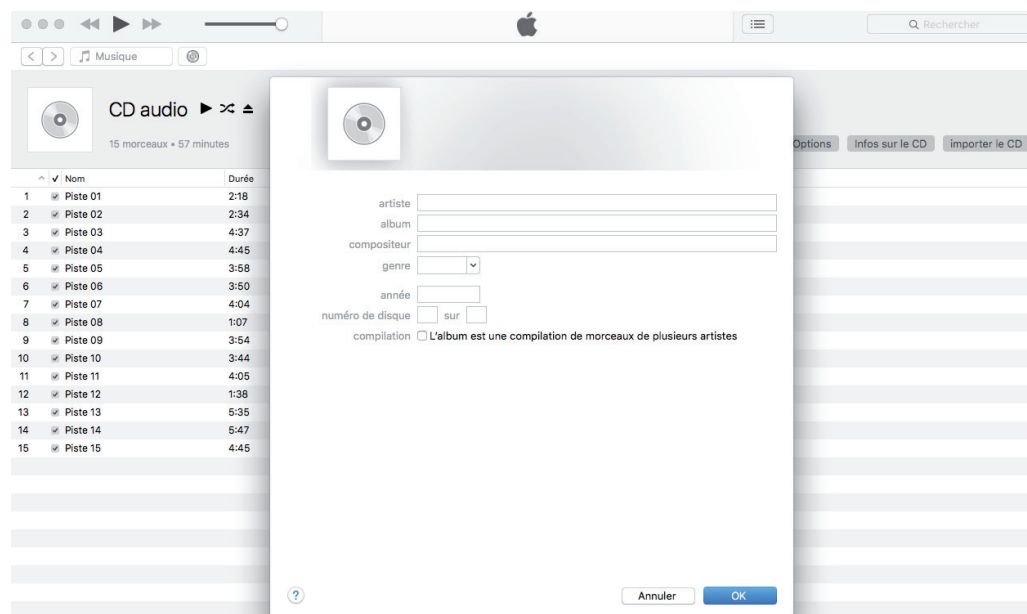 Rechercher
Musique
CD audio
15 morceaux • 57 minutes
Options Infos sur le CD importer le CD
✓ Nom Durée
1 Piste 01 2:18
2 Piste 02 2:34
3 Piste 03 4:37
4 Piste 04 4:45
5 Piste 05 3:58
6 Piste 06 3:50
7 Piste 07 4:04
8 Piste 08 1:07
9 Piste 09 3:54
10 Piste 10 3:44
11 Piste 11 4:05
12 Piste 12 1:38
13 Piste 13 5:35
14 Piste 14 5:47
15 Piste 15 4:45
artiste
album
compositeur
genre
année
numéro de disque sur
compilation L'album est une compilation de morceaux de plusieurs artistes
? Annuler OK